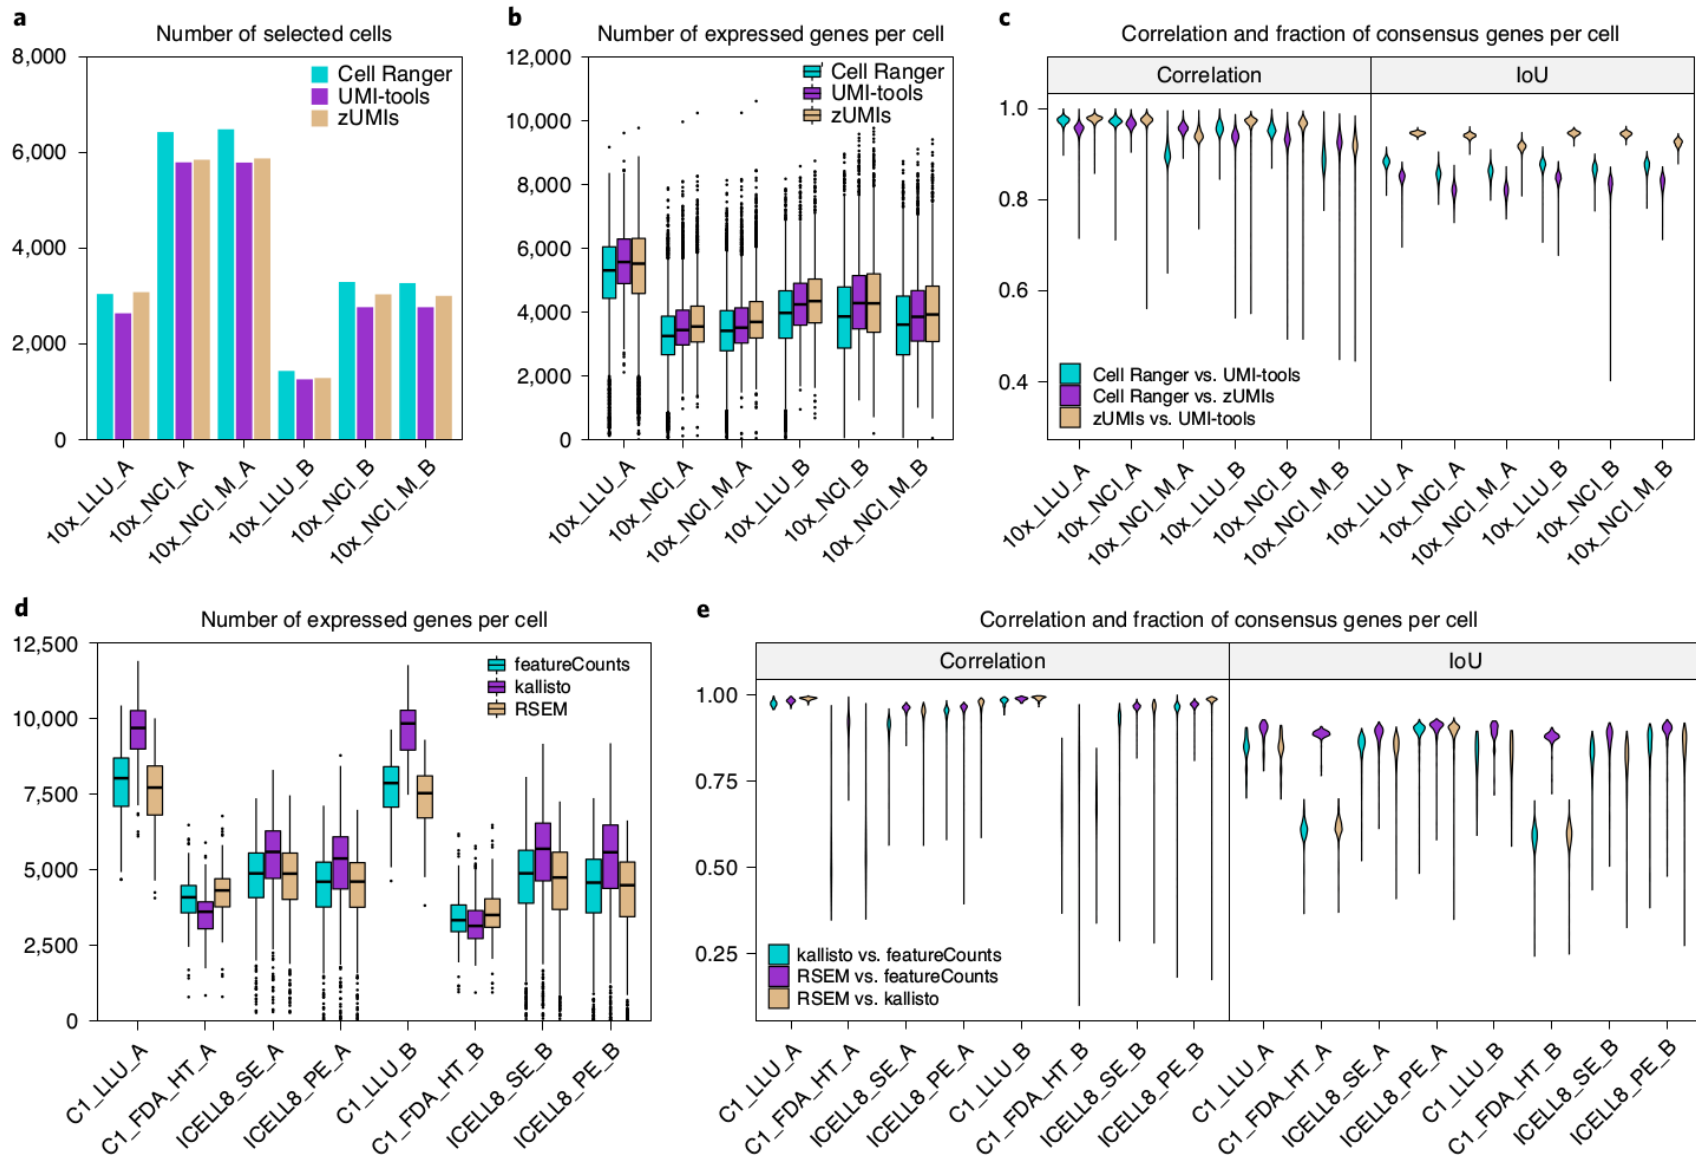 a
Number of selected cells
8,000
6,000
4,000
2,000
0
Cell Ranger
UMI-tools
zUMIs
10x_LLU_A
10x_NCI_A
10x_NCI_M_A
10x_LLU_B
10x_NCI_B
10x_NCI_M_B
b
Number of expressed genes per cell
12,000
10,000
8,000
6,000
4,000
2,000
0
Cell Ranger
UMI-tools
zUMIs
10x_LLU_A
10x_NCI_A
10x_NCI_M_A
10x_LLU_B
10x_NCI_B
10x_NCI_M_B
c
Correlation and fraction of consensus genes per cell
Correlation
IoU
1.0
0.8
0.6
0.4
Cell Ranger vs. UMI-tools
Cell Ranger vs. zUMIs
zUMIs vs. UMI-tools
10x_LLU_A
10x_NCI_A
10x_NCI_M_A
10x_LLU_B
10x_NCI_B
10x_NCI_M_B
10x_LLU_A
10x_NCI_A
10x_NCI_M_A
10x_LLU_B
10x_NCI_B
10x_NCI_M_B
d
Number of expressed genes per cell
12,500
10,000
7,500
5,000
2,500
0
featureCounts
kallisto
RSEM
C1_LLU_A
C1_FDA_HT_A
ICELL8_SE_A
ICELL8_PE_A
C1_LLU_B
C1_FDA_HT_B
ICELL8_SE_B
ICELL8_PE_B
e
Correlation and fraction of consensus genes per cell
Correlation
IoU
1.00
0.75
0.50
0.25
kallisto vs. featureCounts
RSEM vs. featureCounts
RSEM vs. kallisto
C1_LLU_A
C1_FDA_HT_A
ICELL8_SE_A
ICELL8_PE_A
C1_LLU_B
C1_FDA_HT_B
ICELL8_SE_B
ICELL8_PE_B
C1_LLU_A
C1_FDA_HT_A
ICELL8_SE_A
ICELL8_PE_A
C1_LLU_B
C1_FDA_HT_B
ICELL8_SE_B
ICELL8_PE_B